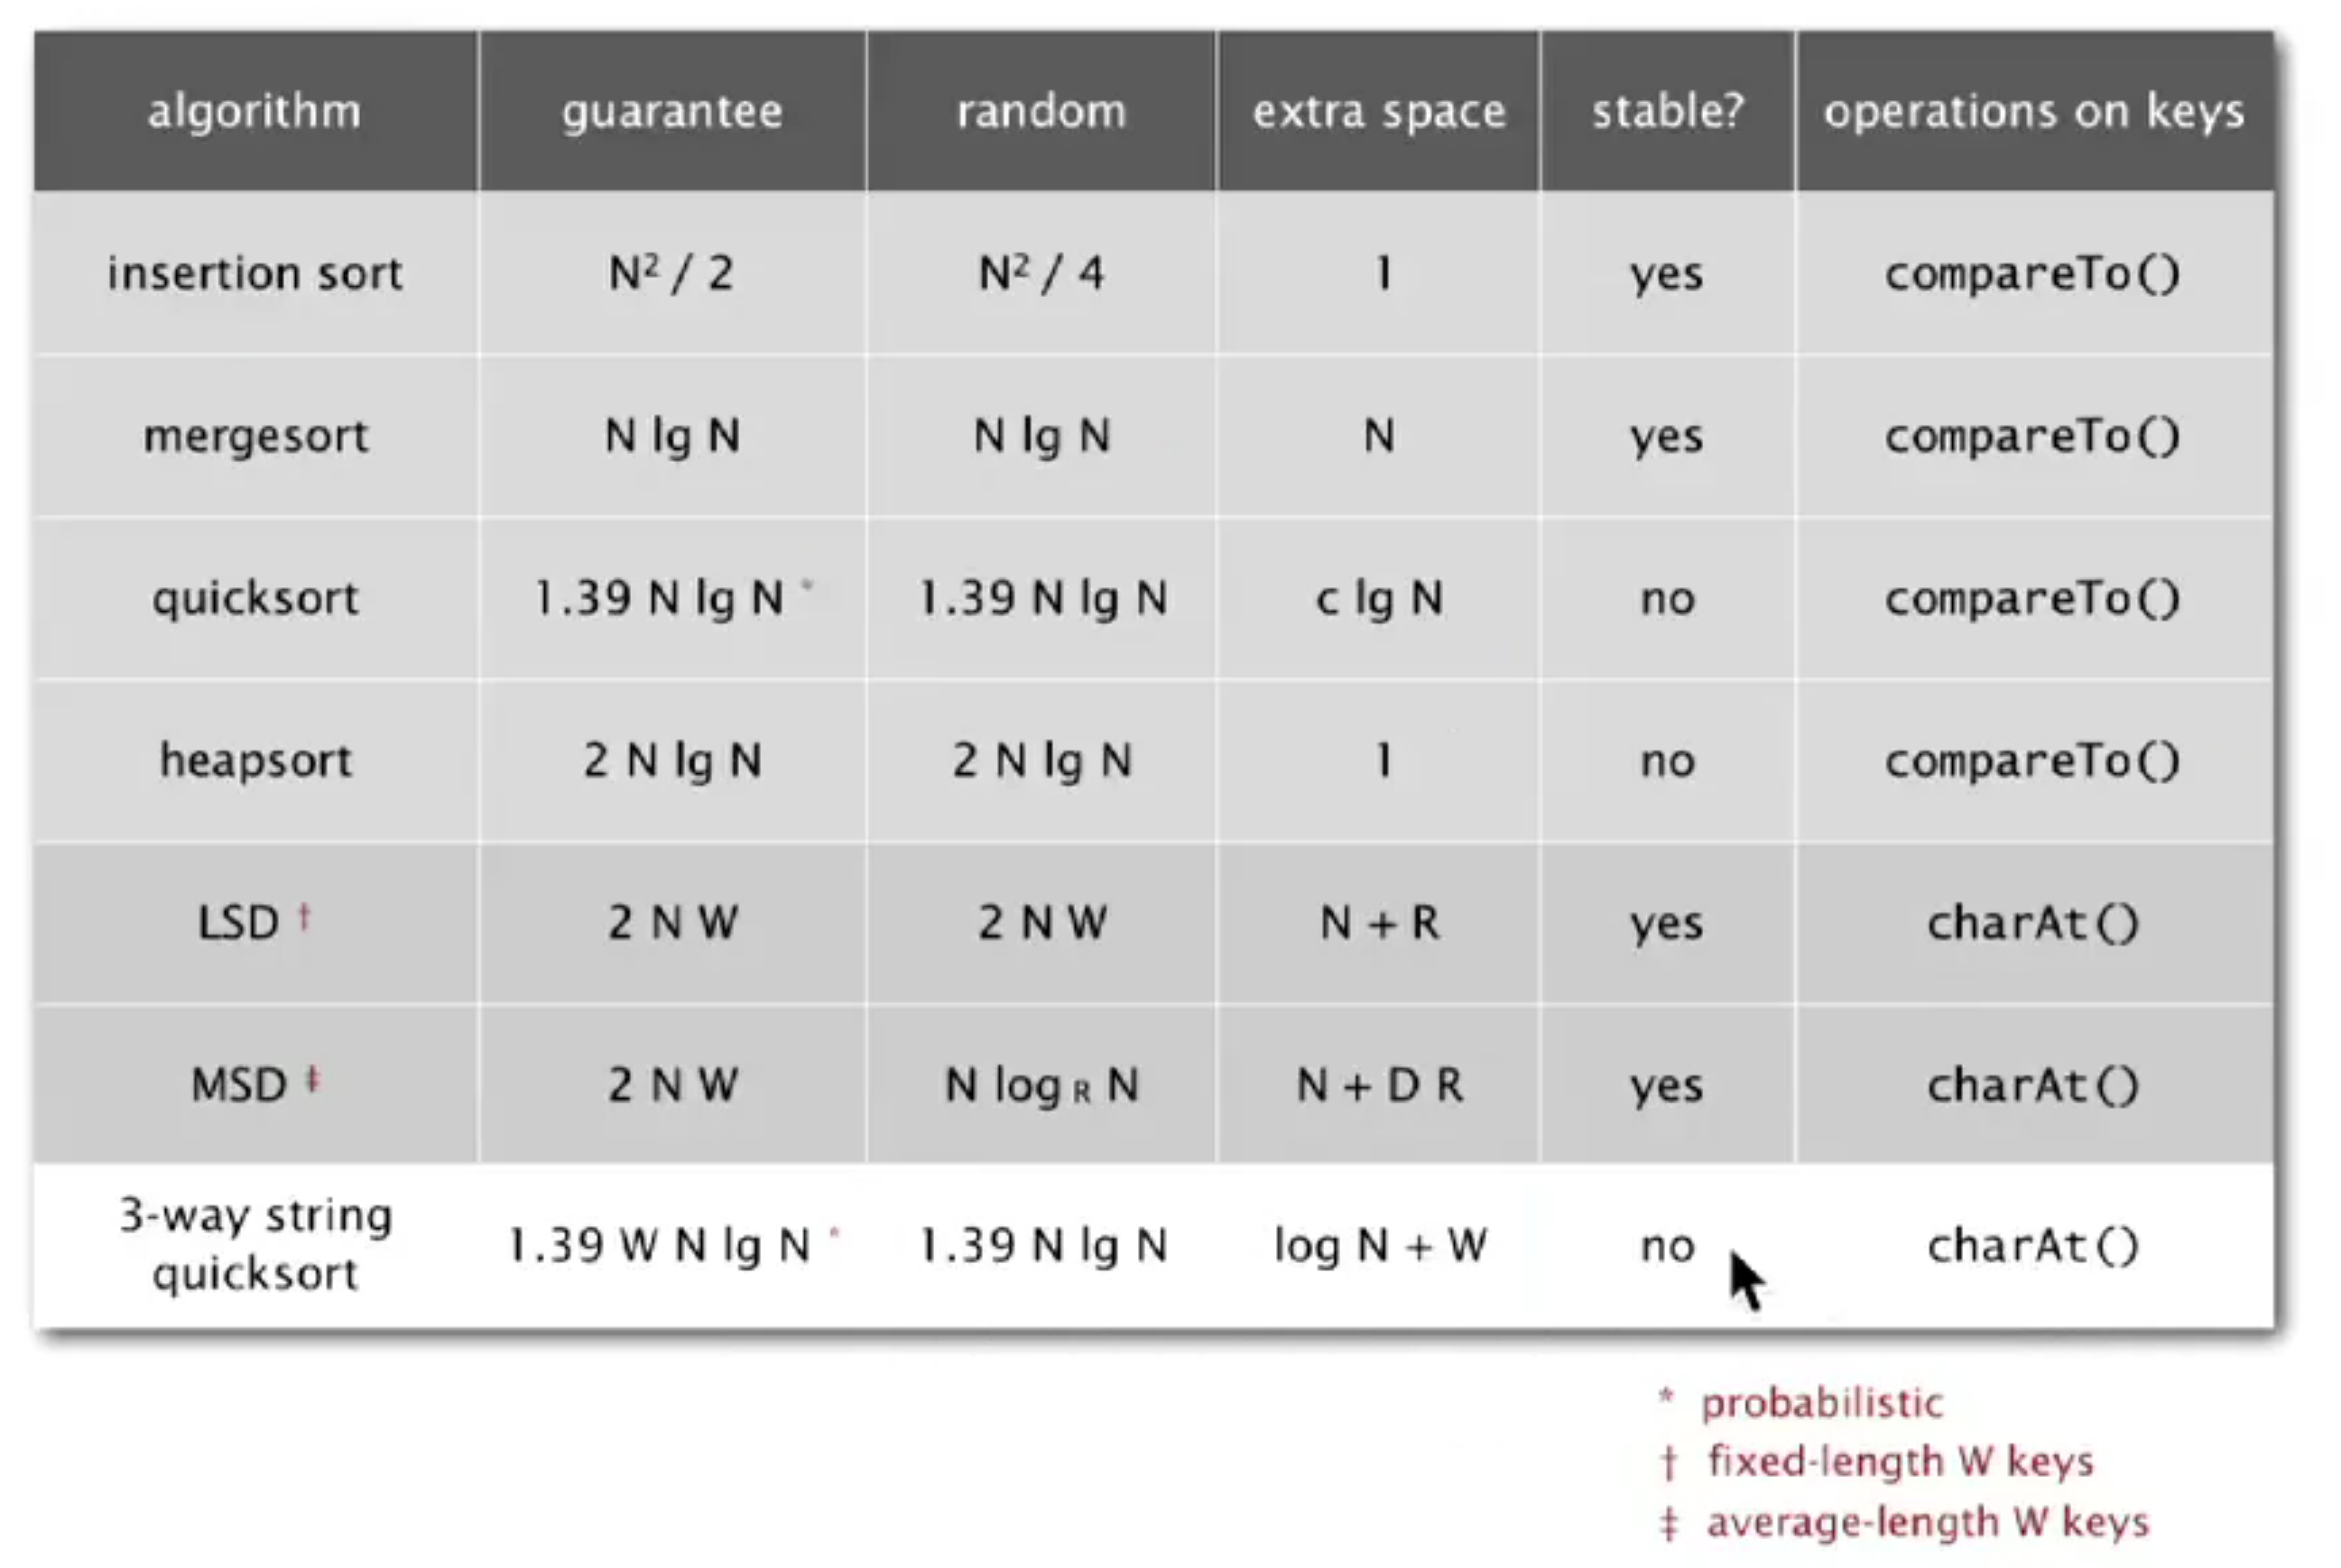 algorithm guarantee random extra space stable? operations on keys
insertion sort N² / 2 N² / 4 1 yes compareTo()
mergesort N lg N N lg N N yes compareTo()
quicksort 1.39 N lg N * 1.39 N lg N c lg N no compareTo()
heapsort 2 N lg N 2 N lg N 1 no compareTo()
LSD † 2 N W 2 N W N + R yes charAt()
MSD ‡ 2 N W N log R N N + D R yes charAt()
3-way string
quicksort 1.39 W N lg N * 1.39 N lg N log N + W no charAt()
* probabilistic
† fixed-length W keys
‡ average-length W keys